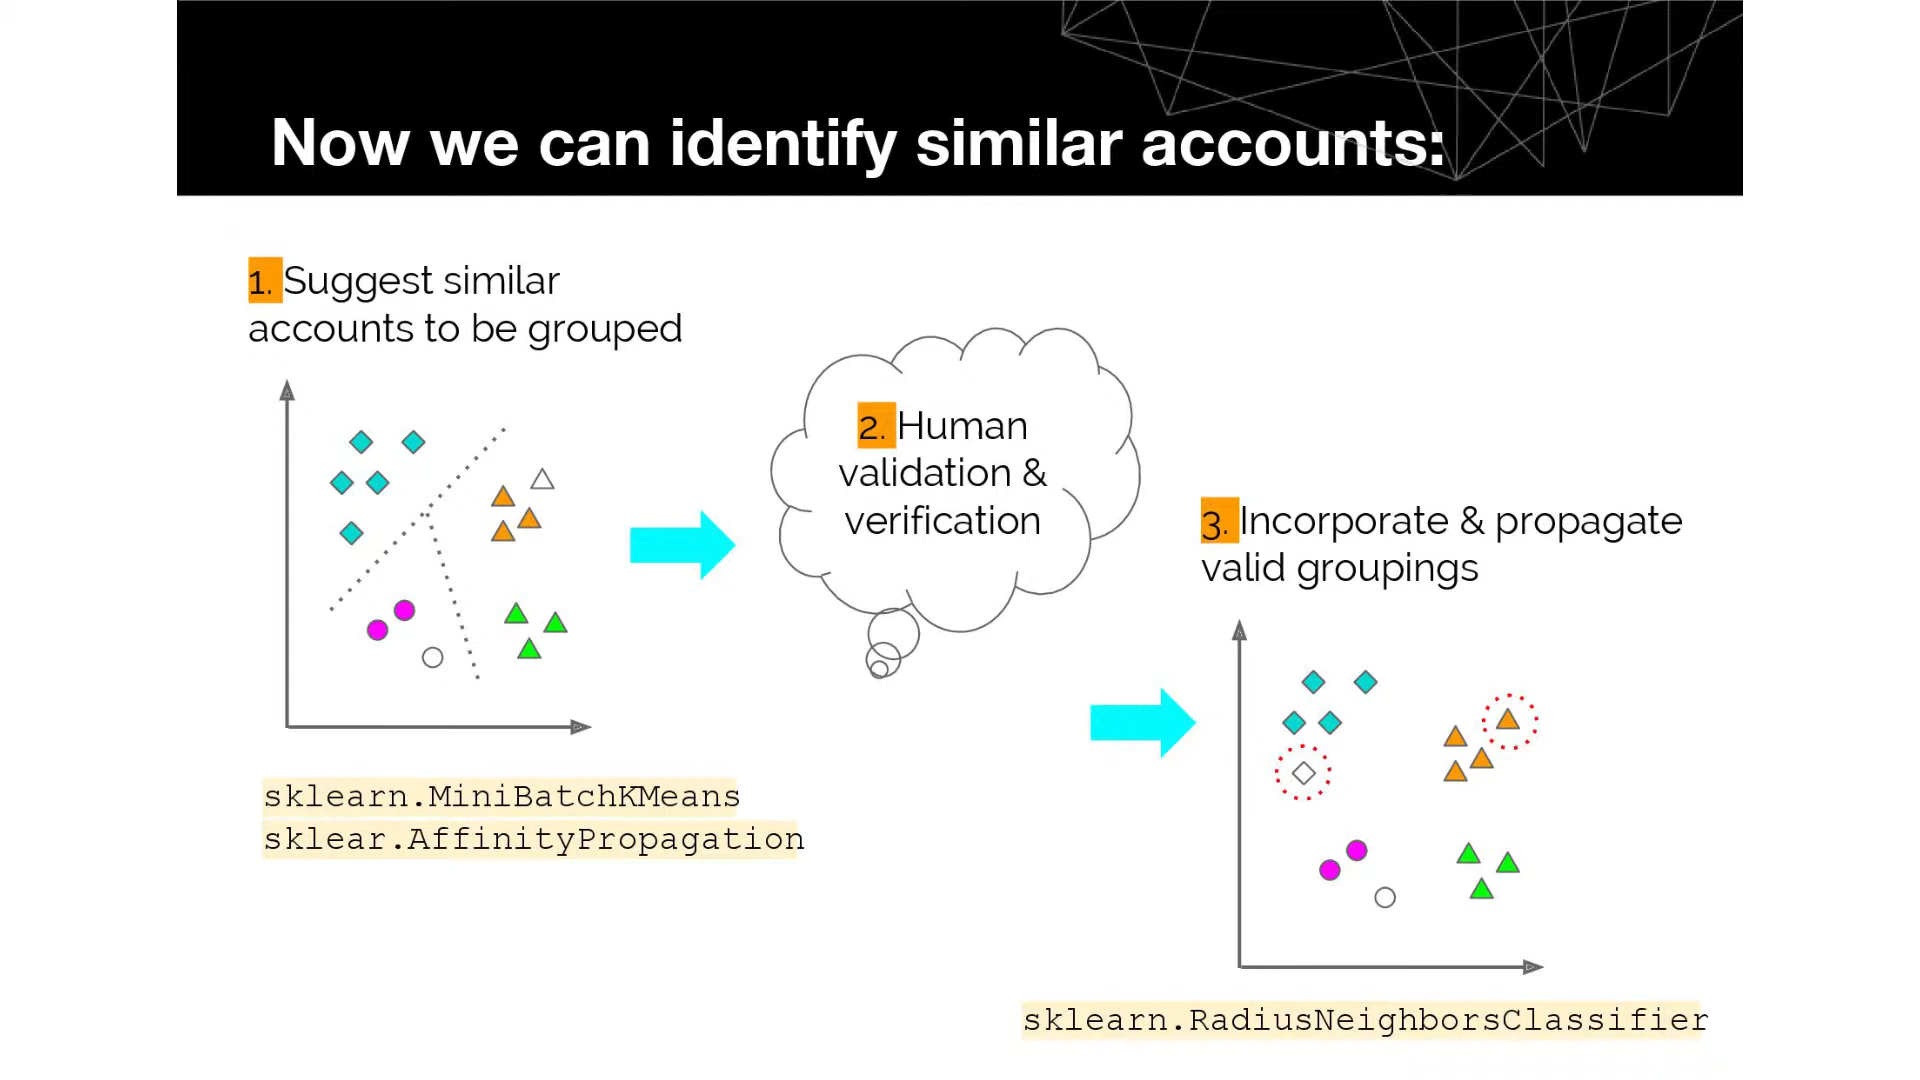 Now we can identify similar accounts:
1. Suggest similar
accounts to be grouped
2. Human
validation &
verification
3. Incorporate & propagate
valid groupings
sklearn.MiniBatchKMeans
sklear.AffinityPropagation
sklearn.RadiusNeighborsClassifier